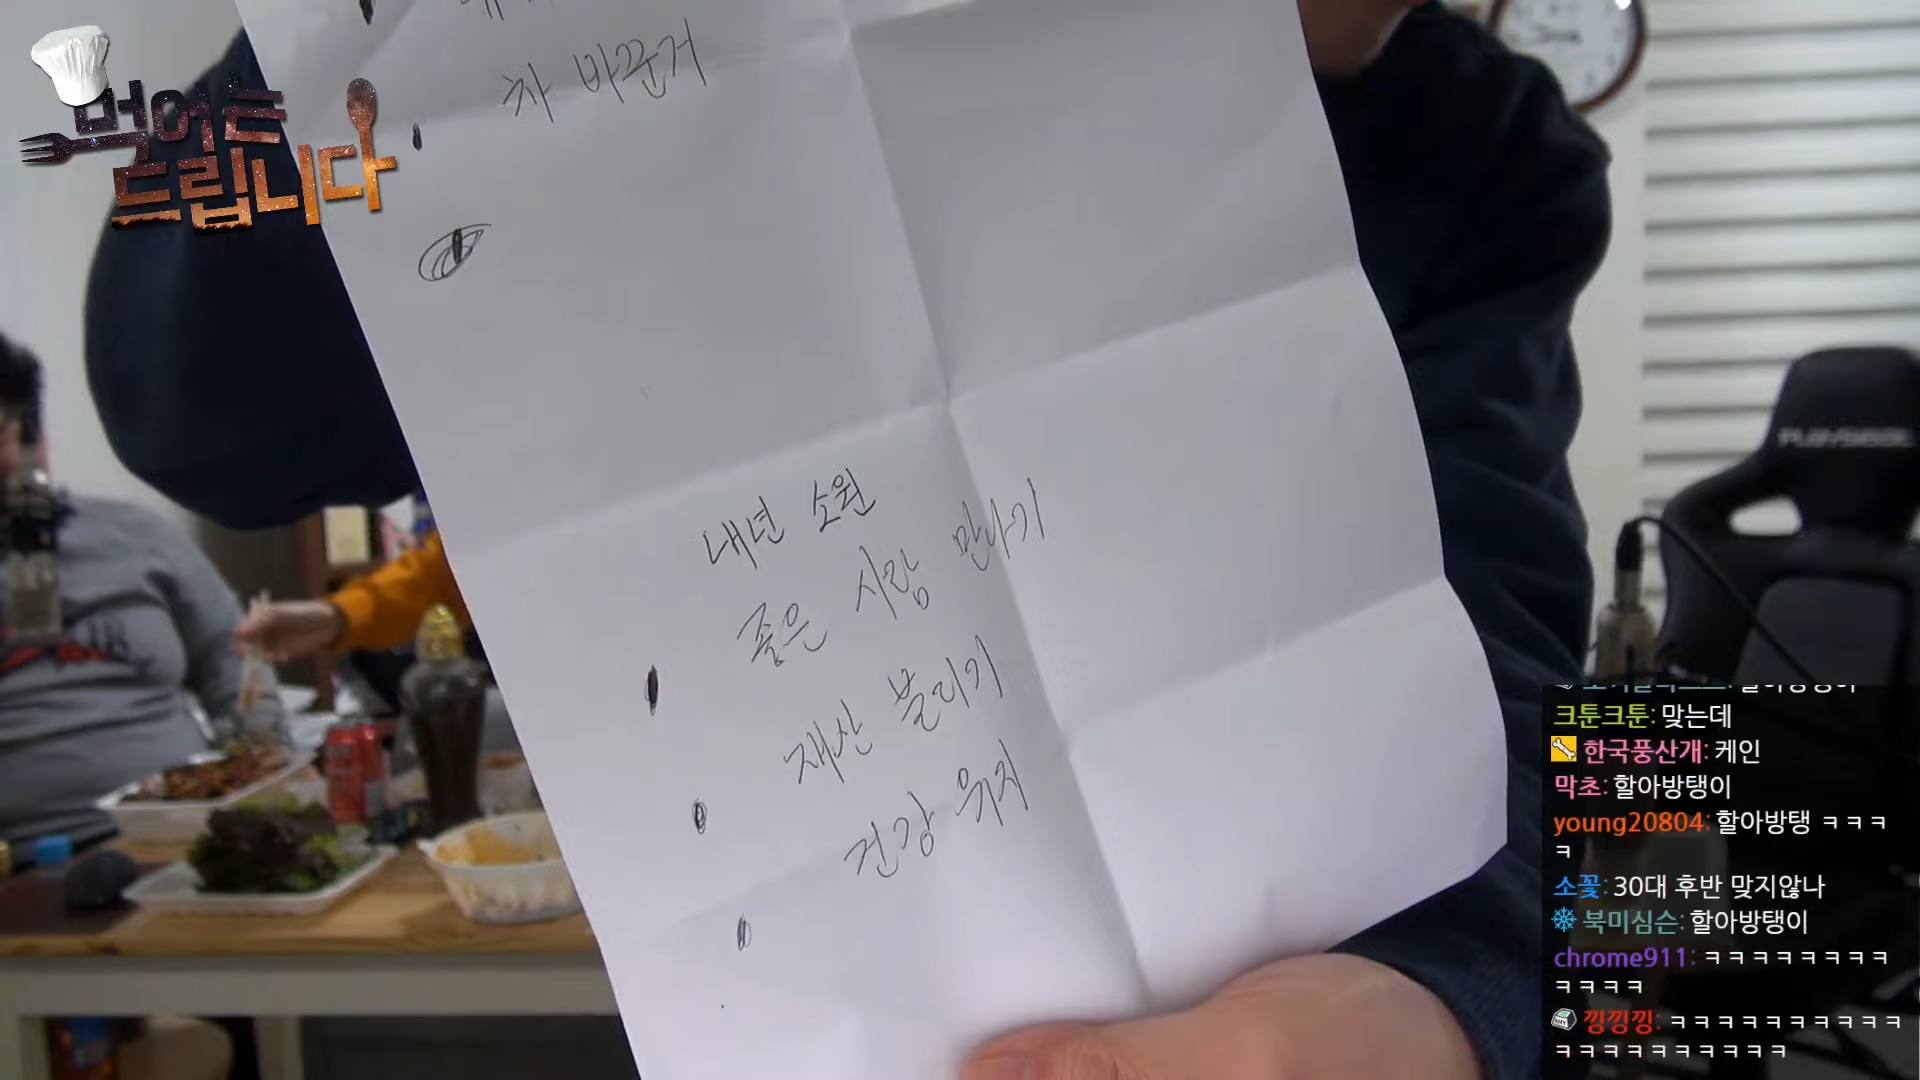 차 바꾼거
먹어는
드립니다
내년 소원
좋은 사람 만나기
재산 불리기
건강 유지
PLAYSEAT
크툰크툰: 맞는데
한국풍산개: 케인
막초: 할아방탱이
young20804: 할아방탱 ㅋㅋㅋ
ㅋ
소꽃: 30대 후반 맞지않나
북미심슨: 할아방탱이
chrome911: ㅋㅋㅋㅋㅋㅋㅋㅋ
ㅋㅋㅋㅋ
낑낑낑: ㅋㅋㅋㅋㅋㅋㅋㅋㅋㅋ
ㅋㅋㅋㅋㅋㅋㅋㅋㅋㅋ